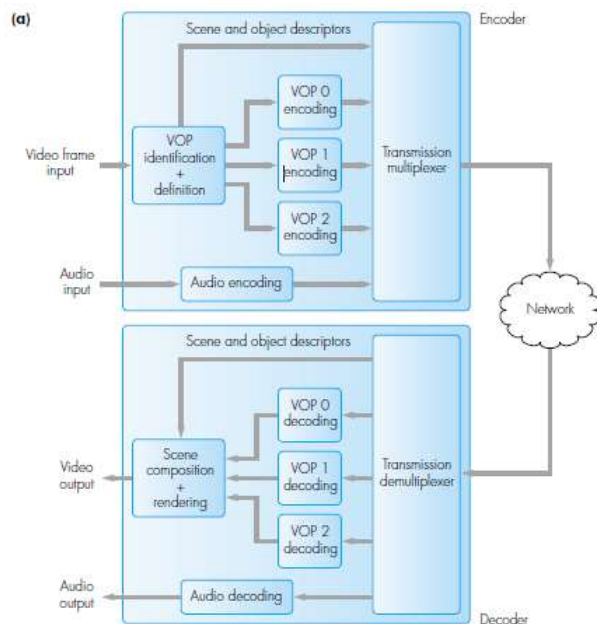 (a)
Encoder
Scene and object descriptors
VOP 0
encoding
VOP
identification
+
definition
Video frame
input
VOP 1
encoding
Transmission
multiplexer
VOP 2
encoding
Audio
input
Audio encoding
Network
Scene and object descriptors
VOP 0
decoding
Scene
composition
+
rendering
Video
output
VOP 1
decoding
Transmission
demultiplexer
VOP 2
decoding
Audio
output
Audio decoding
Decoder